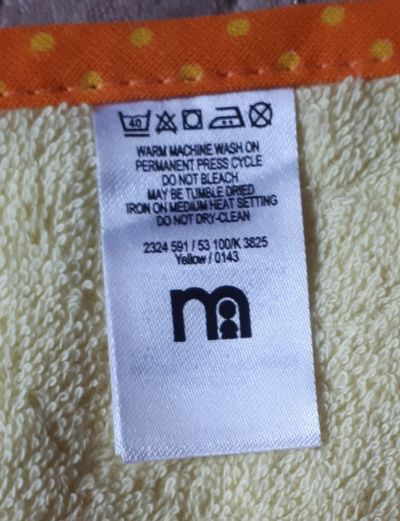 40
WARM MACHINE WASH ON
PERMANENT PRESS CYCLE
DO NOT BLEACH
MAY BE TUMBLE DRIED
IRON ON MEDIUM HEAT SETTING
DO NOT DRY-CLEAN
2324 591 / 53 100/K 3825
Yellow / 0143
m